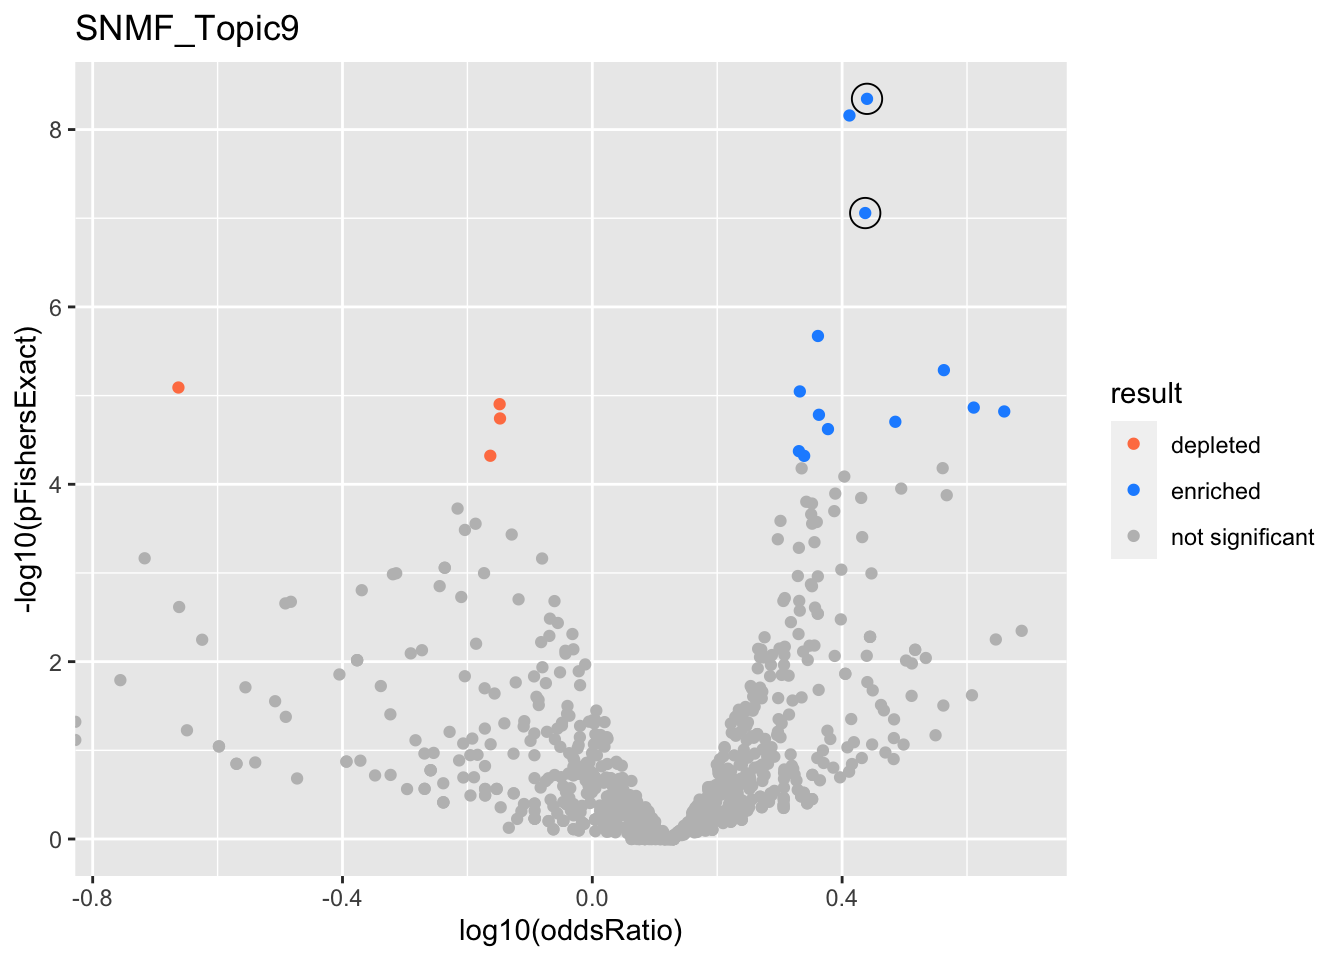 SNMF_Topic9
8
6
4
2
0
-0.8
-0.4
0.0
0.4
log10(oddsRatio)
-log10(pFishersExact)
result
depleted
enriched
not significant